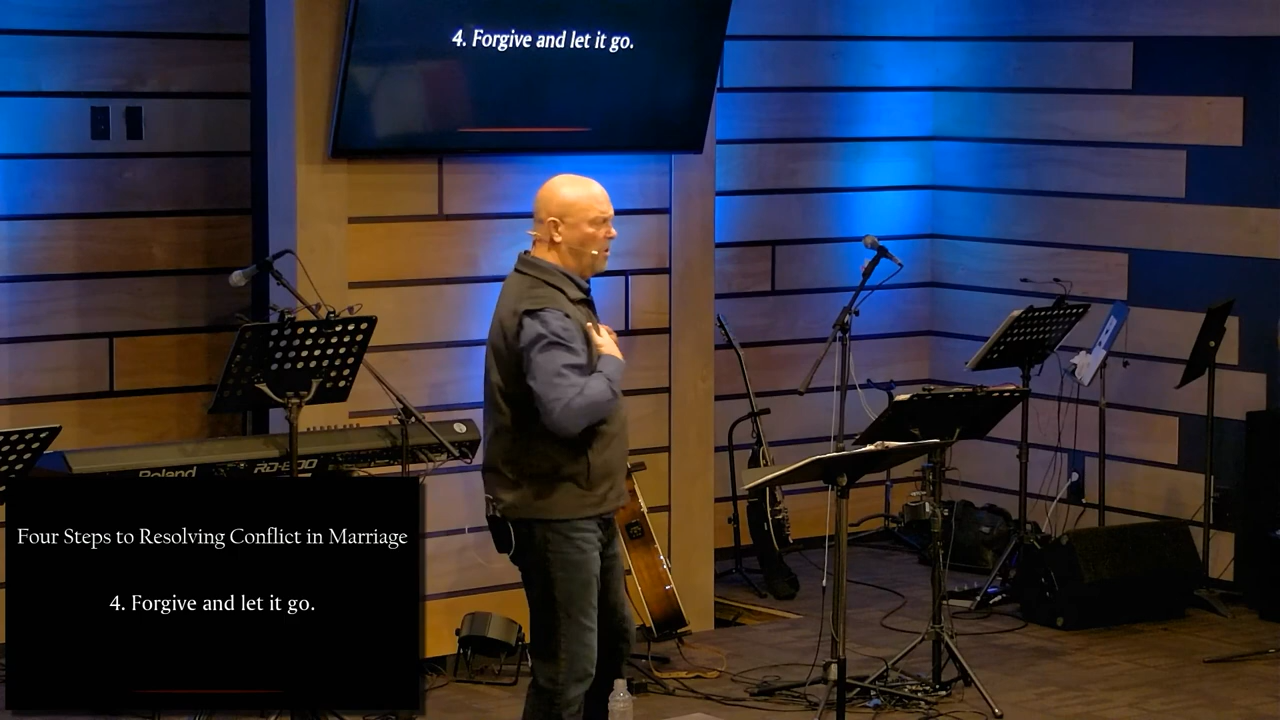 4. Forgive and let it go.
Roland
RD-800
Four Steps to Resolving Conflict in Marriage
4. Forgive and let it go.